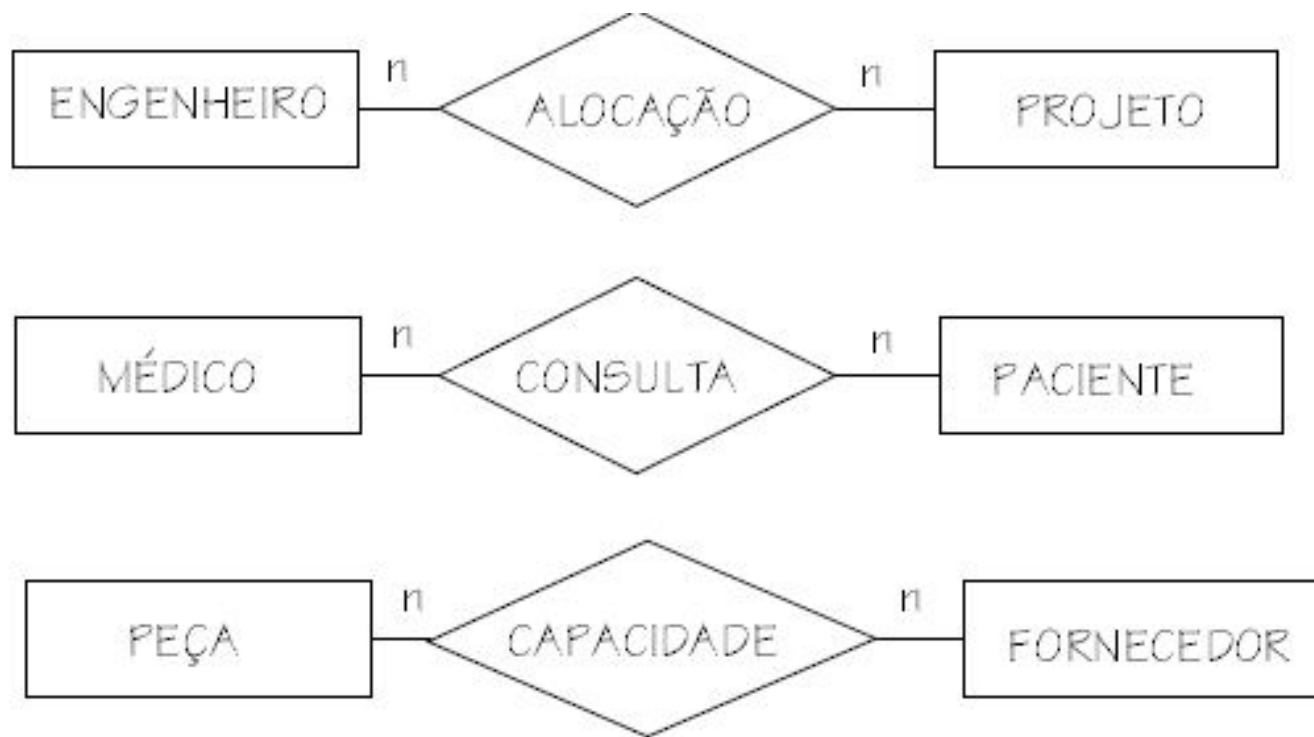 n n
ENGENHEIRO ALOCAÇÃO PROJETO
n n
MÉDICO CONSULTA PACIENTE
n n
PEÇA CAPACIDADE FORNECEDOR